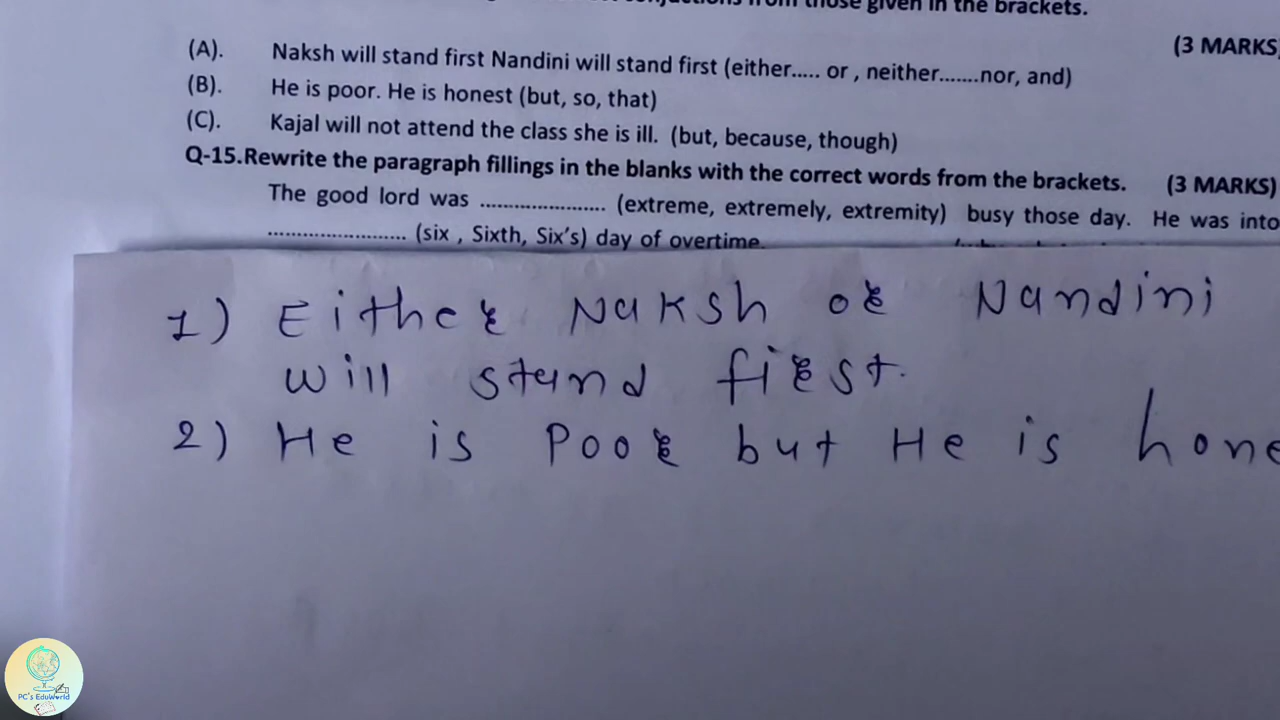 conjuctions from those given in the brackets.
(3 MARKS)
(A). Naksh will stand first Nandini will stand first (either..... or , neither.......nor, and)
(B). He is poor. He is honest (but, so, that)
(C). Kajal will not attend the class she is ill. (but, because, though)
Q-15.Rewrite the paragraph fillings in the blanks with the correct words from the brackets. (3 MARKS)
The good lord was ....................... (extreme, extremely, extremity) busy those day. He was into
......................... (six , Sixth, Six's) day of overtime.
1) Either Naksh or Nandini
will stand first.
2) He is Poor but He is hone
PC's EduWorld